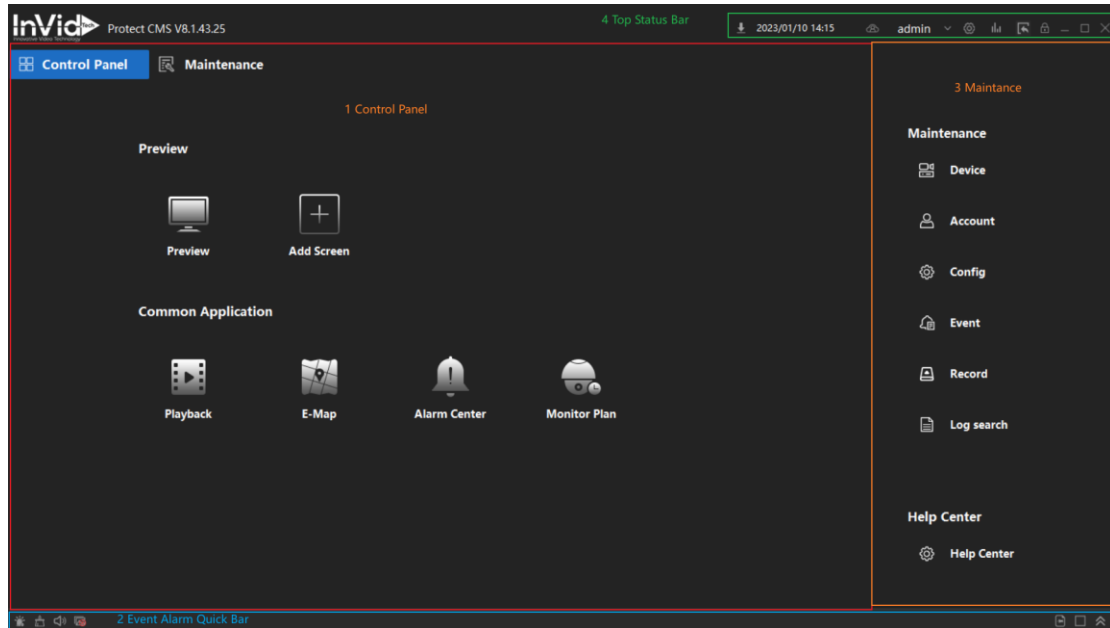 InVid Tech
Innovative Video Technology
Protect CMS V8.1.43.25
4 Top Status Bar
2023/01/10 14:15
admin
Control Panel
Maintenance
1 Control Panel
3 Maintance
Preview
Preview
Add Screen
Common Application
Playback
E-Map
Alarm Center
Monitor Plan
Maintenance
Device
Account
Config
Event
Record
Log search
Help Center
Help Center
2 Event Alarm Quick Bar